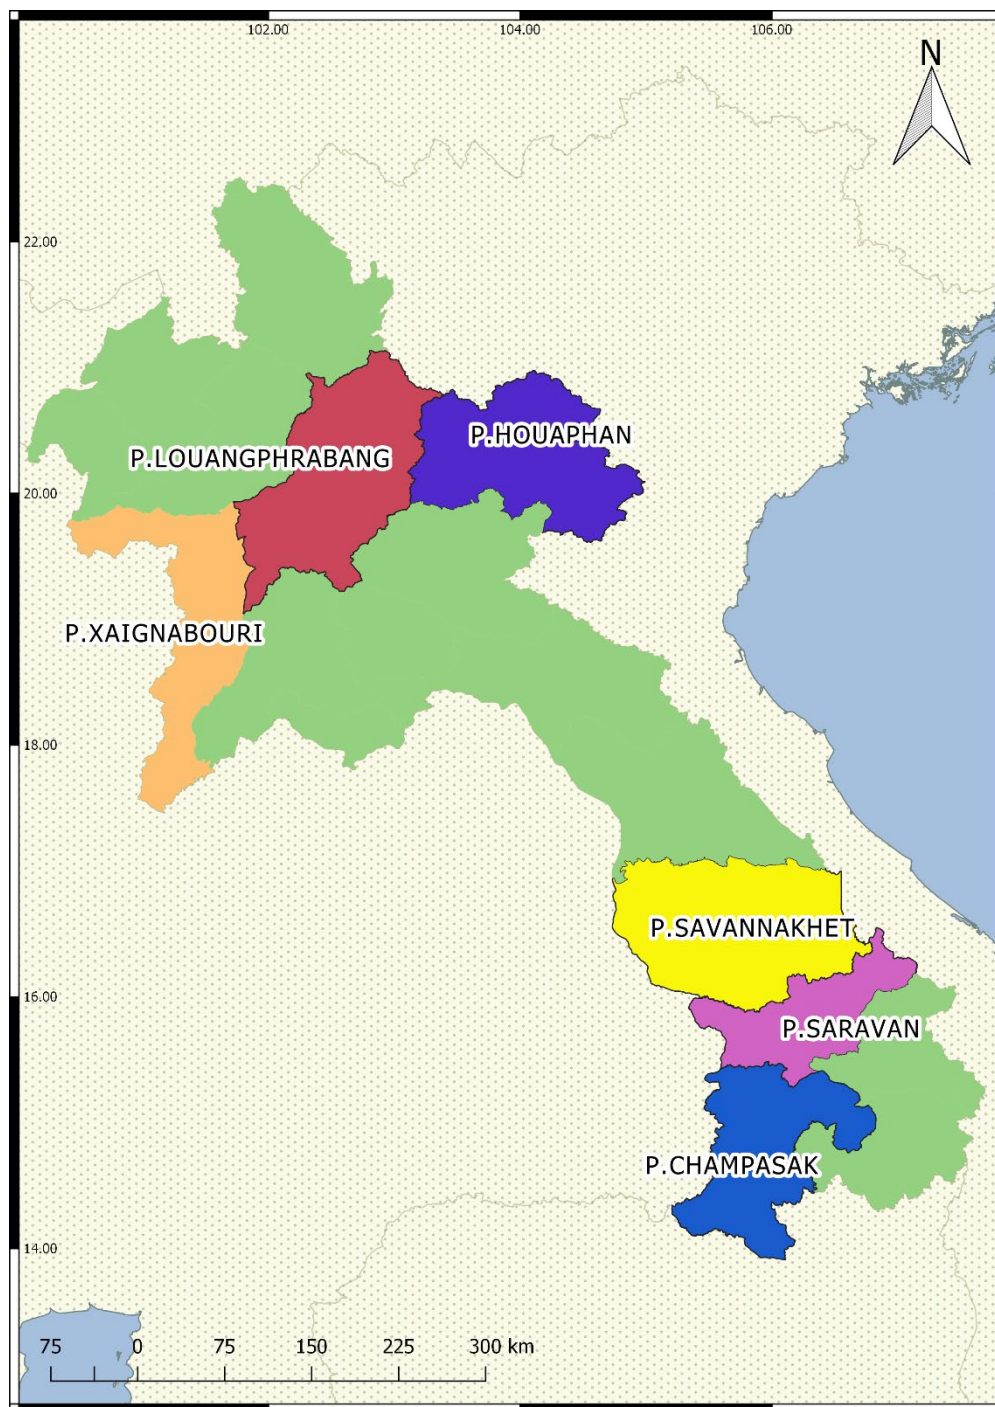 102.00 104.00 106.00
N
22.00
P.HOUAPHAN
P.LOUANGPHRABANG
20.00
P.XAIGNABOURI
18.00
P.SAVANNAKHET
16.00
P.SARAVAN
P.CHAMPASAK
14.00
75 0 75 150 225 300 km